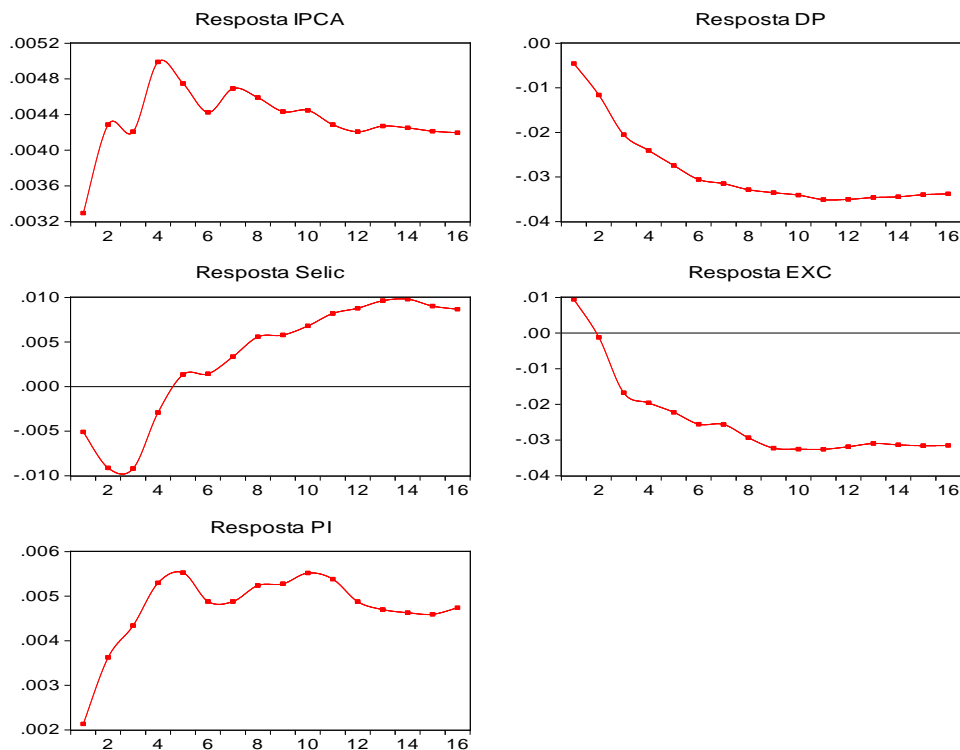 Resposta IPCA
.0052
.0048
.0044
.0040
.0036
.0032
2 4 6 8 10 12 14 16
Resposta DP
.00
-.01
-.02
-.03
-.04
2 4 6 8 10 12 14 16
Resposta Selic
.010
.005
.000
-.005
-.010
2 4 6 8 10 12 14 16
Resposta EXC
.01
.00
-.01
-.02
-.03
-.04
2 4 6 8 10 12 14 16
Resposta PI
.006
.005
.004
.003
.002
2 4 6 8 10 12 14 16